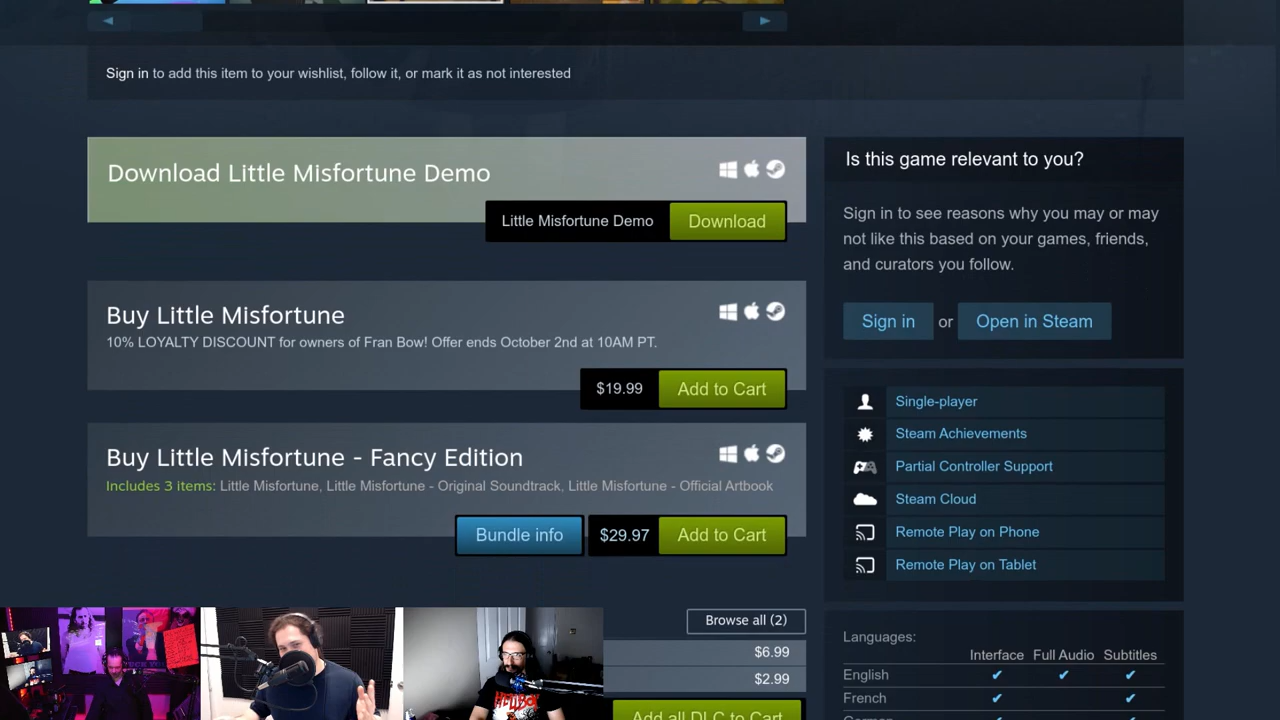 Sign in to add this item to your wishlist, follow it, or mark it as not interested
Download Little Misfortune Demo
Little Misfortune Demo
Download
Buy Little Misfortune
10% LOYALTY DISCOUNT for owners of Fran Bow! Offer ends October 2nd at 10AM PT.
$19.99
Add to Cart
Buy Little Misfortune - Fancy Edition
Includes 3 items: Little Misfortune, Little Misfortune - Original Soundtrack, Little Misfortune - Official Artbook
Bundle info
$29.97
Add to Cart
Browse all (2)
$6.99
$2.99
Add all DLC to Cart
Is this game relevant to you?
Sign in to see reasons why you may or may
not like this based on your games, friends,
and curators you follow.
Sign in or Open in Steam
Single-player
Steam Achievements
Partial Controller Support
Steam Cloud
Remote Play on Phone
Remote Play on Tablet
Languages:
Interface Full Audio Subtitles
English ✔ ✔ ✔
French ✔ ✔
HELLBOY